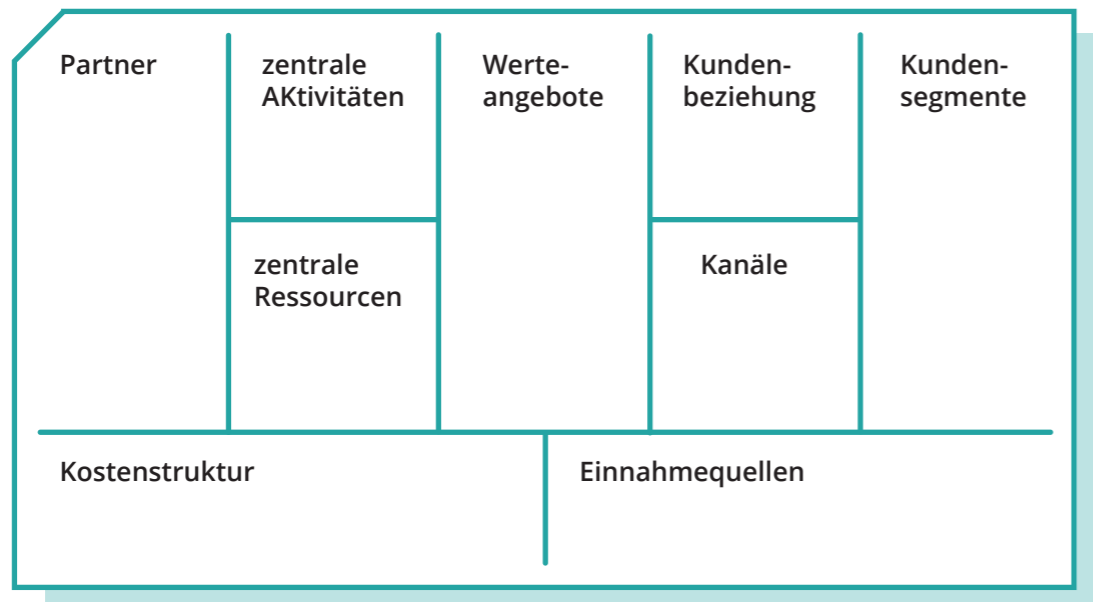 Partner
zentrale
AKtivitäten
Werte-
angebote
Kunden-
beziehung
Kunden-
segmente
zentrale
Ressourcen
Kanäle
Kostenstruktur
Einnahmequellen